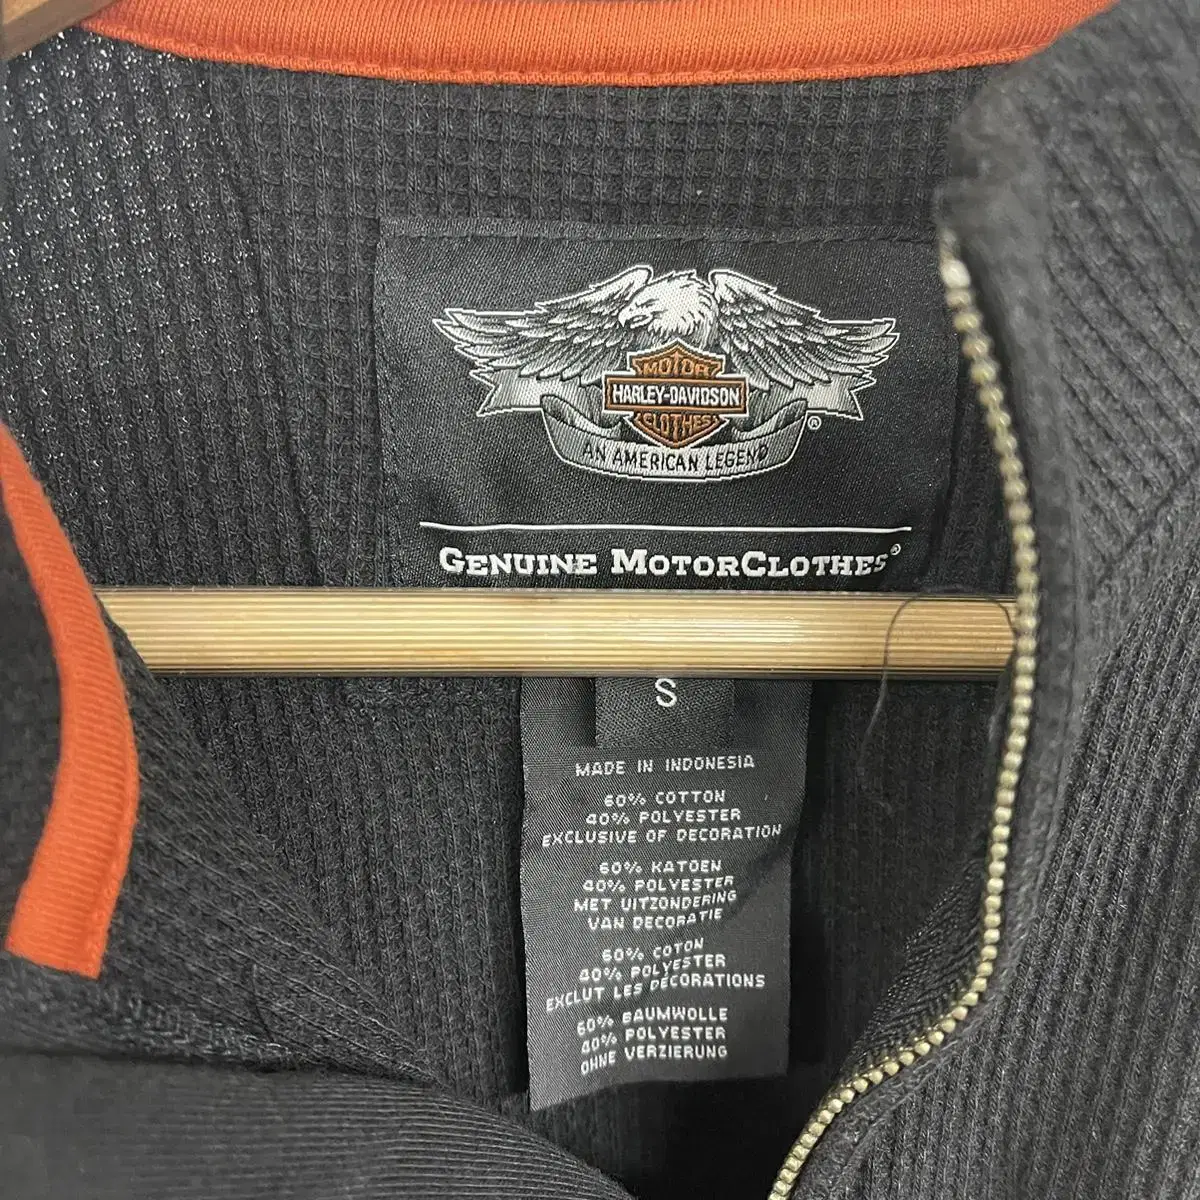 MOTOR
HARLEY-DAVIDSON
CLOTHES
AN AMERICAN LEGEND
®
GENUINE MOTORCLOTHES®
S
MADE IN INDONESIA
60% COTTON
40% POLYESTER
EXCLUSIVE OF DECORATION
60% KATOEN
40% POLYESTER
MET UITZONDERING
VAN DECORATIE
60% COTON
40% POLYESTER
EXCLUT LES DÉCORATIONS
60% BAUMWOLLE
40% POLYESTER
OHNE VERZIERUNG